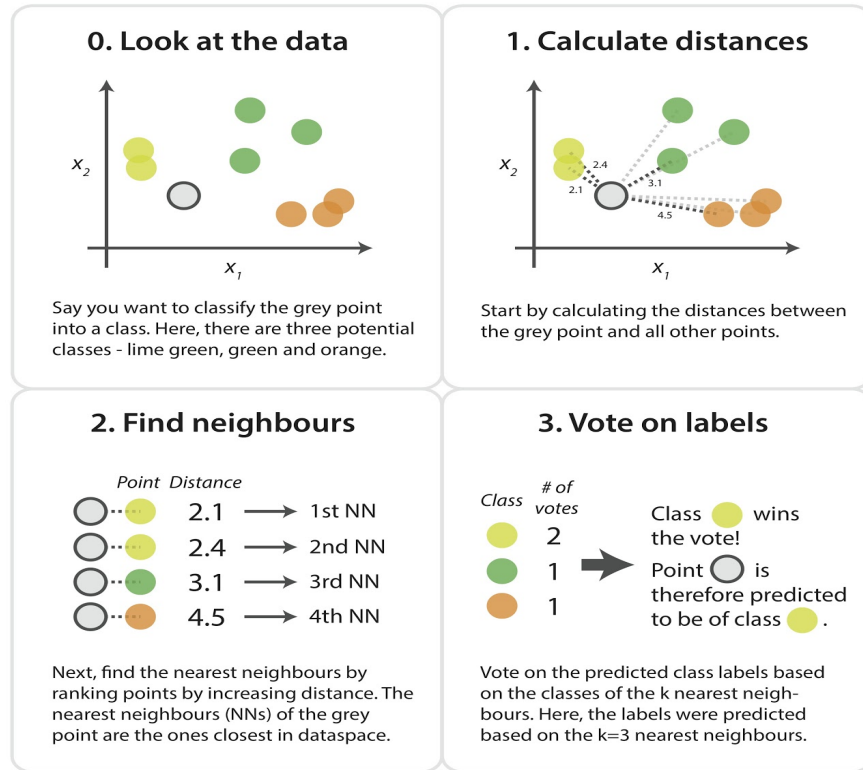 0. Look at the data
x2
x1
Say you want to classify the grey point
into a class. Here, there are three potential
classes - lime green, green and orange.
1. Calculate distances
x2
2.4
2.1
3.1
4.5
x1
Start by calculating the distances between
the grey point and all other points.
2. Find neighbours
Point Distance
2.1 1st NN
2.4 2nd NN
3.1 3rd NN
4.5 4th NN
Next, find the nearest neighbours by
ranking points by increasing distance. The
nearest neighbours (NNs) of the grey
point are the ones closest in dataspace.
3. Vote on labels
Class # of
votes
2
1
1
Class wins
the vote!
Point is
therefore predicted
to be of class .
Vote on the predicted class labels based
on the classes of the k nearest neigh-
bours. Here, the labels were predicted
based on the k=3 nearest neighbours.